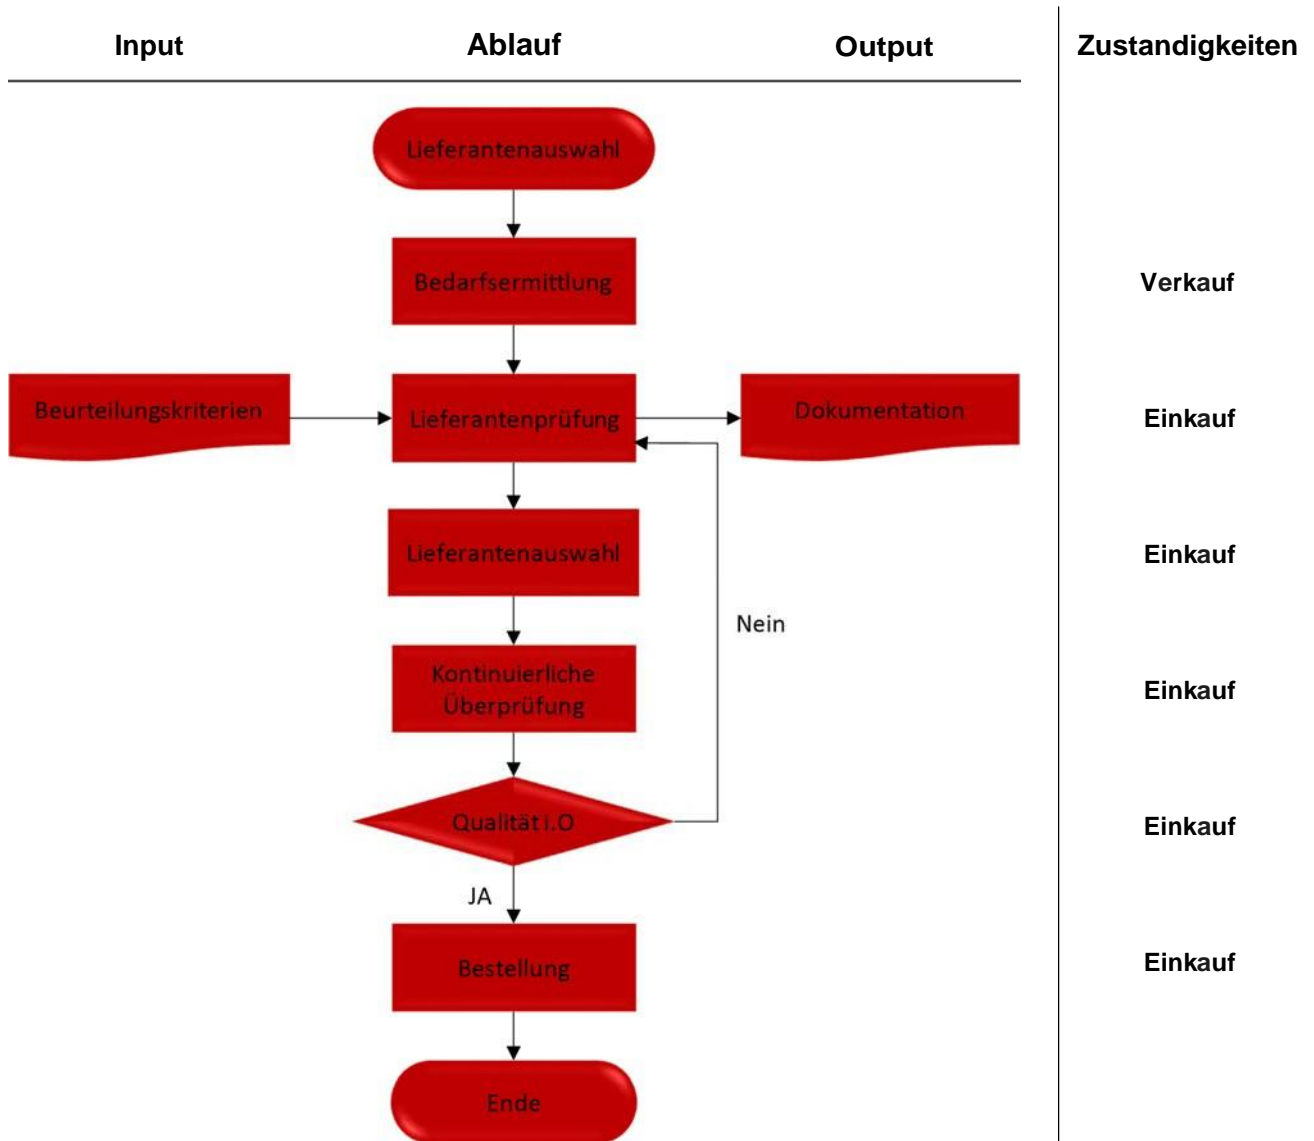 Input
Ablauf
Output
Zustandigkeiten
Lieferantenauswahl
Bedarfsermittlung
Verkauf
Beurteilungskriterien
Lieferantenprüfung
Dokumentation
Einkauf
Lieferantenauswahl
Einkauf
Nein
Kontinuierliche
Überprüfung
Einkauf
Qualität i.O
Einkauf
JA
Bestellung
Einkauf
Ende